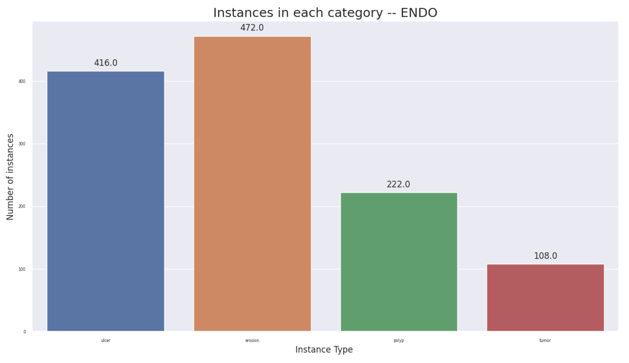 Instances in each category -- ENDO
472.0
416.0
222.0
108.0
Number of instances
400
300
200
100
0
ulcer
erosion
polyp
tumor
Instance Type